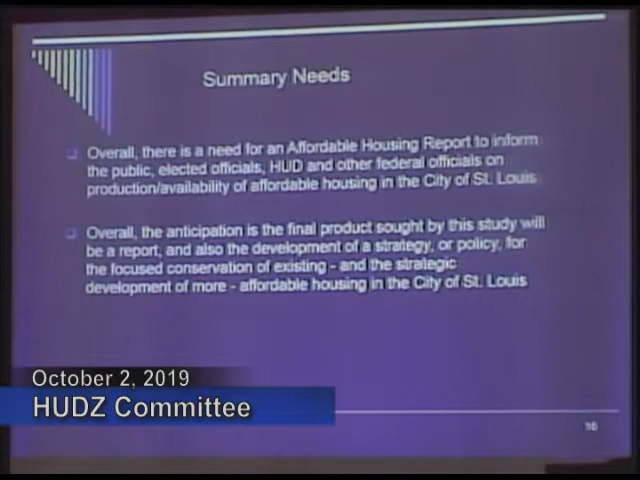 Summary Needs
Overall, there is a need for an Affordable Housing Report to inform
the public, elected officials, HUD and other federal officials on
production/availability of affordable housing in the City of St. Louis
Overall, the anticipation is the final product sought by this study will
be a report, and also the development of a strategy, or policy, for
the focused conservation of existing - and the strategic
development of more - affordable housing in the City of St. Louis
October 2, 2019
HUDZ Committee
16